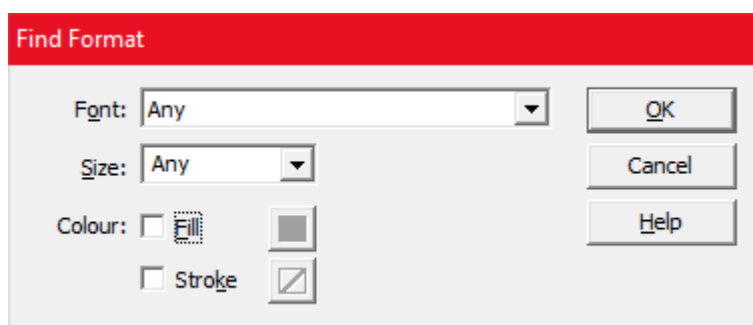 Find Format
Font: Any OK
Size: Any Cancel
Colour: Fill Help
Stroke